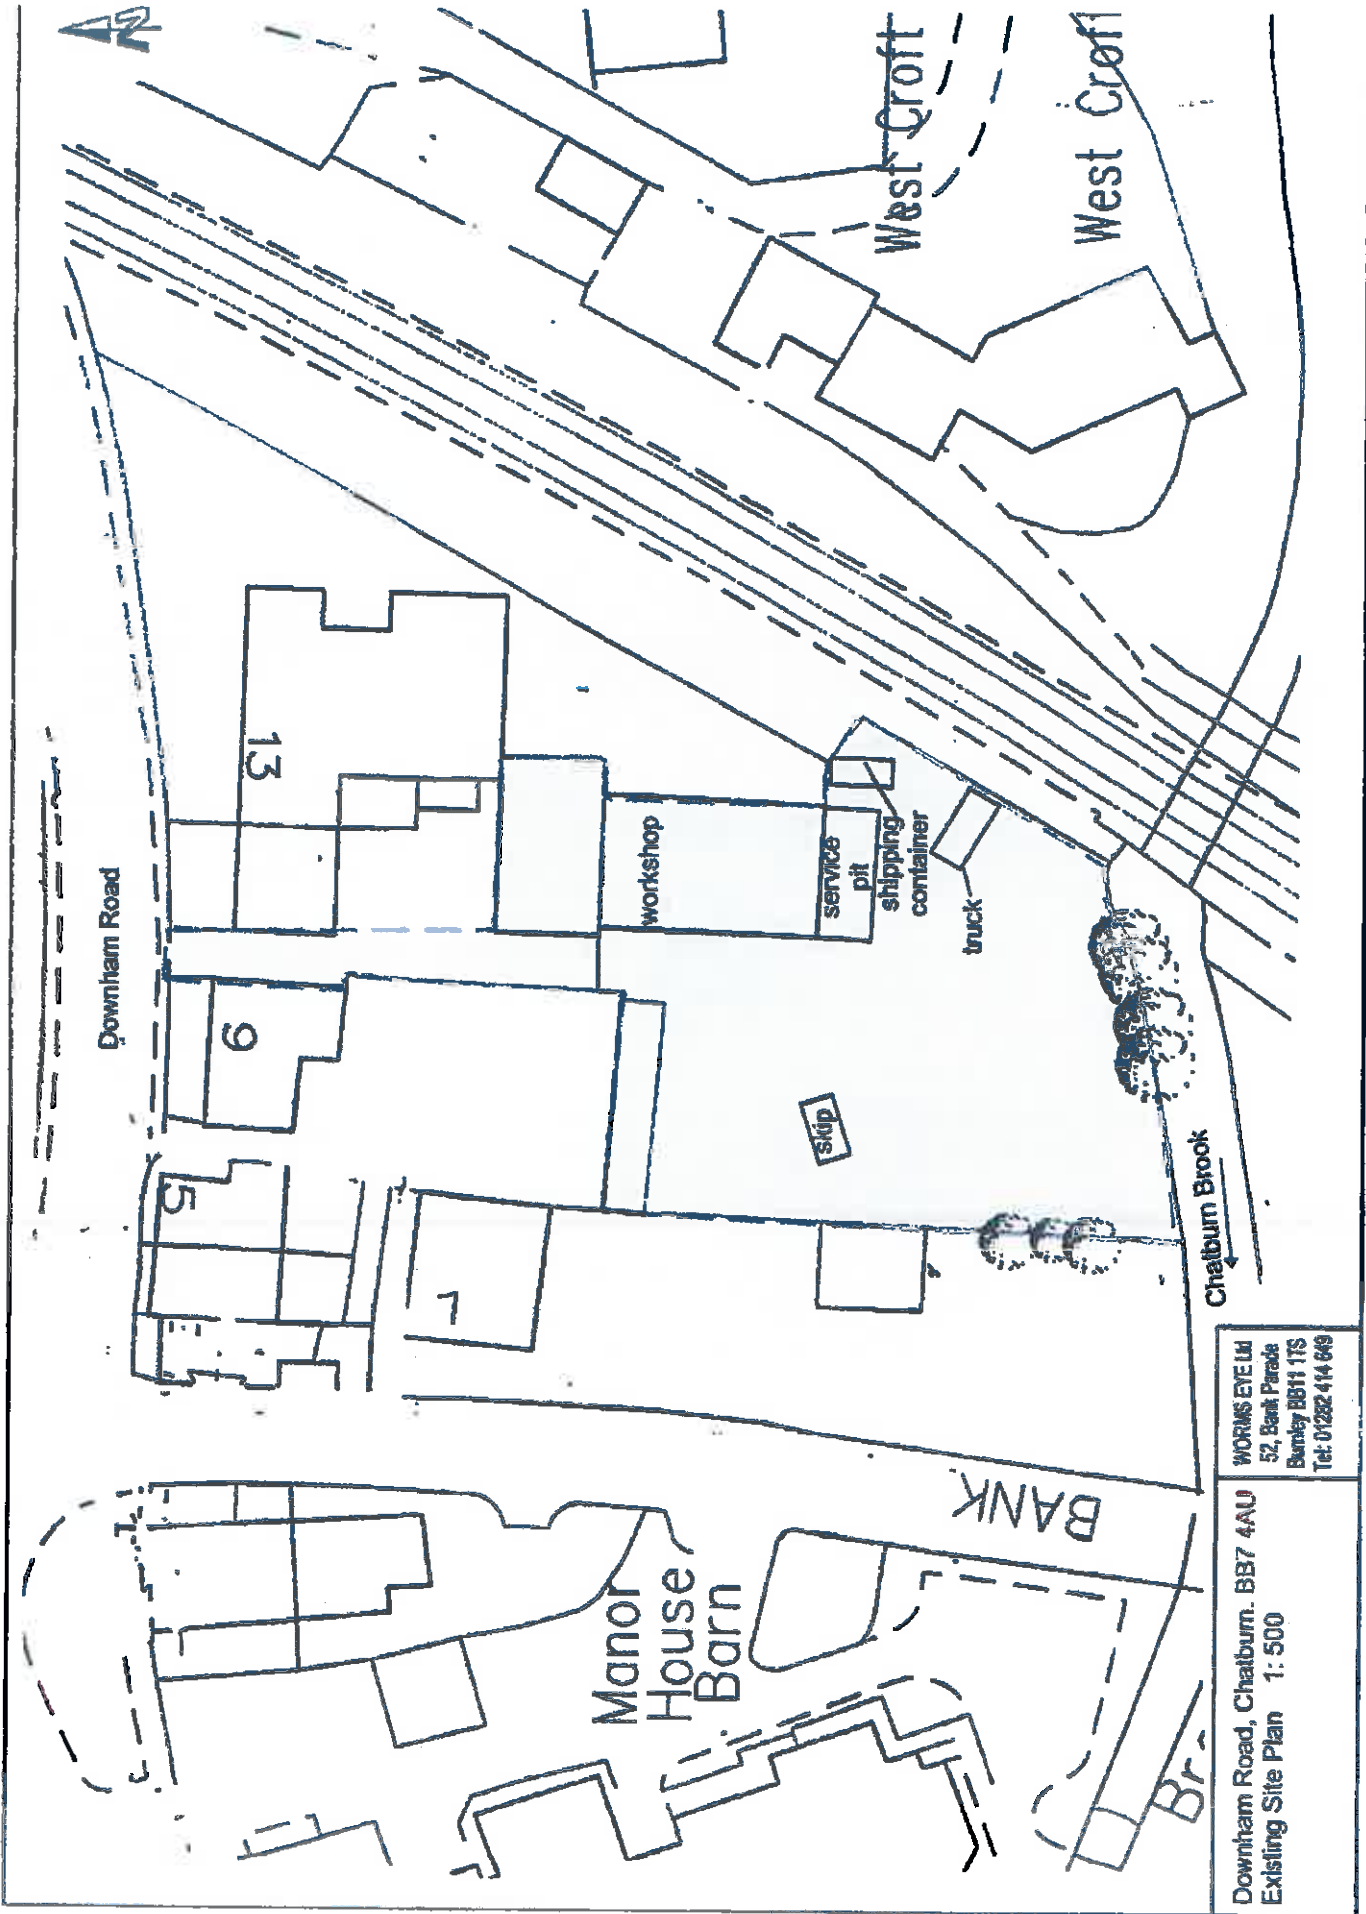 N
West Croft
West Croft
Downham Road
13
9
5
7
workshop
service
pit
shipping
container
truck
skip
Chatburn Brook
BANK
Manor
House
Barn
Downham Road, Chatburn. BB7 4AU
Existing Site Plan 1: 500
WORMS EYE Ltd
52, Bank Parade
Burnley BB11 1TS
Tel: 01282 414 649